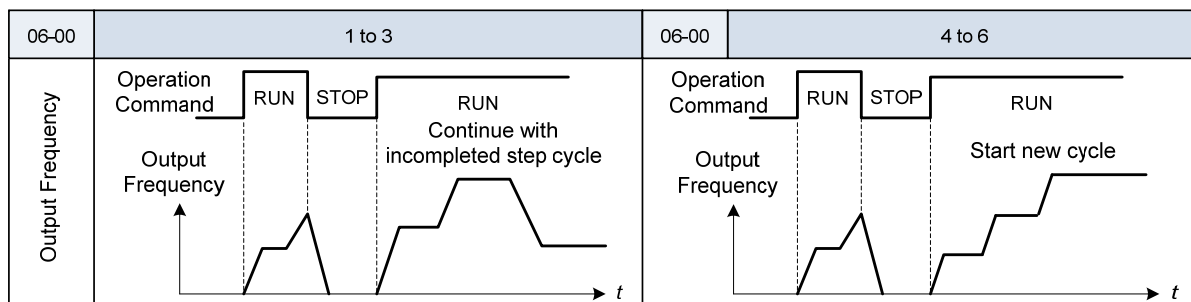 06-00
1 to 3
06-00
4 to 6
Output Frequency
Operation
Command
RUN
STOP
RUN
Continue with
incompleted step cycle
Output
Frequency
t
Operation
Command
RUN
STOP
RUN
Start new cycle
Output
Frequency
t